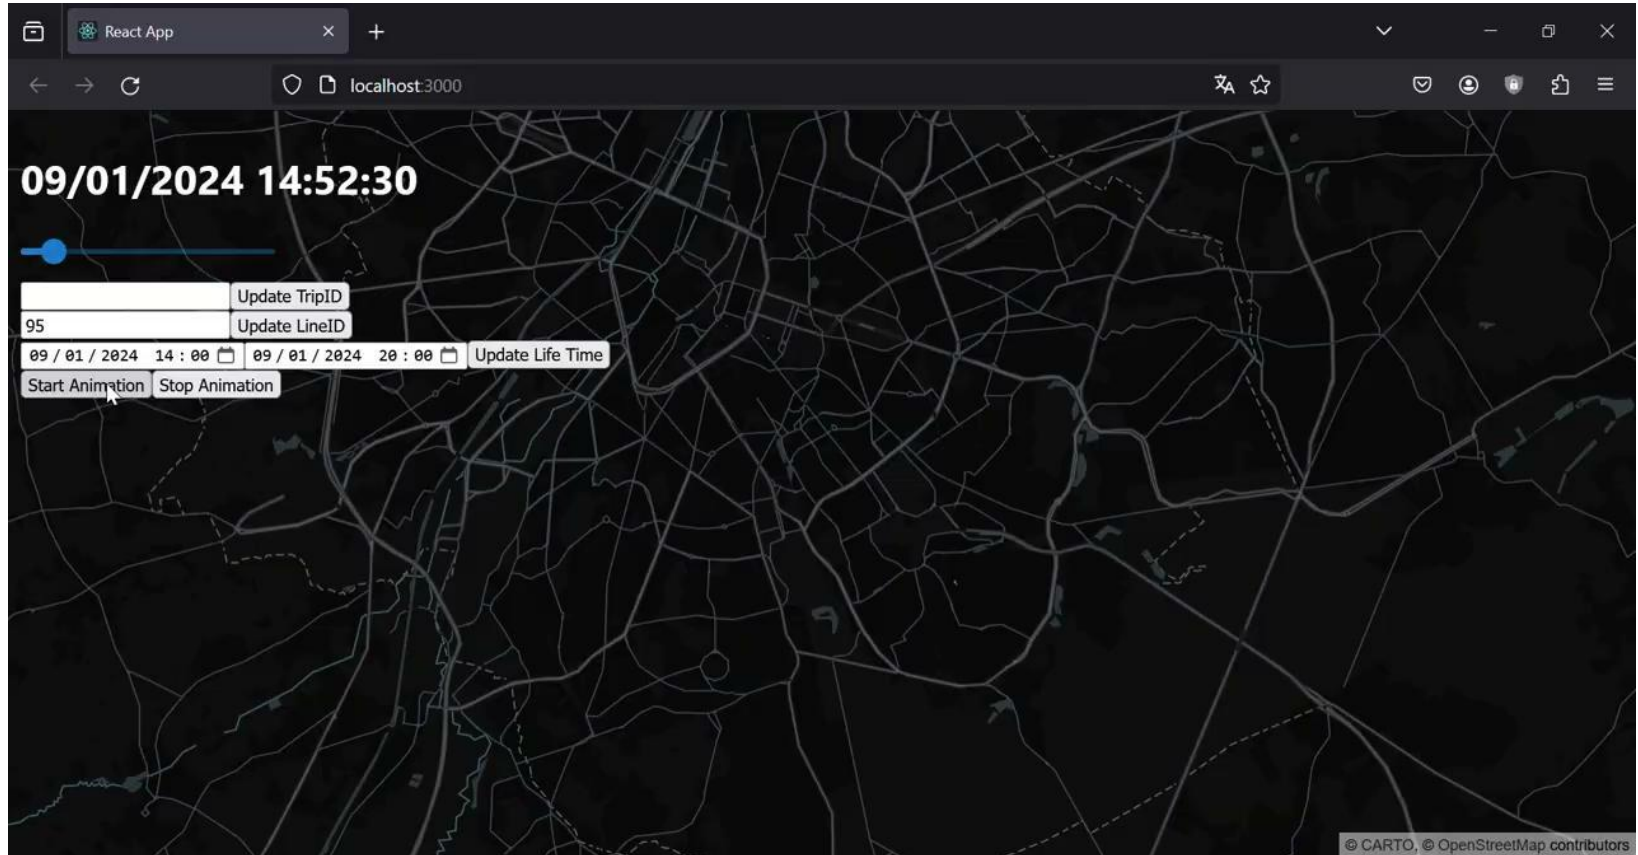 React App
localhost:3000
09/01/2024 14:52:30
Update TripID
95 Update LineID
09/01/2024 14:00 09/01/2024 20:00 Update Life Time
Start Animation Stop Animation
© CARTO, © OpenStreetMap contributors